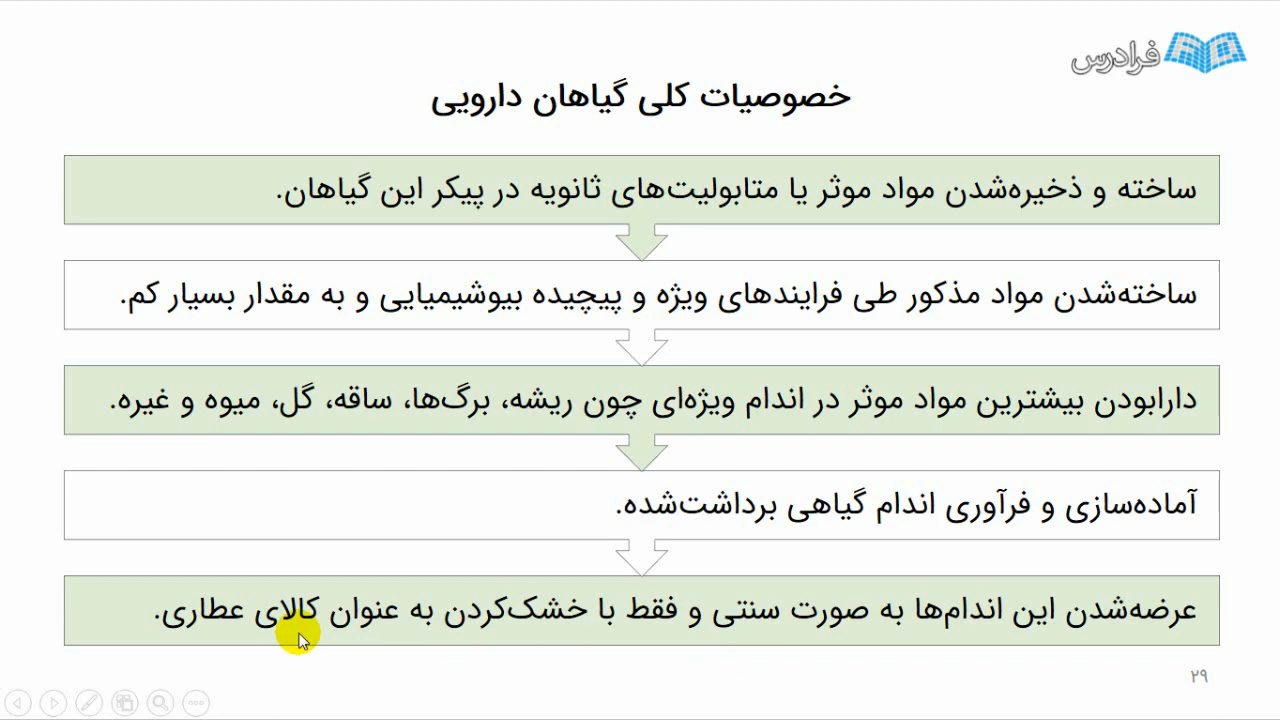 فرادرس
خصوصیات کلی گیاهان دارویی
ساخته و ذخیره‌شدن مواد موثر یا متابولیت‌های ثانویه در پیکر این گیاهان.
ساخته‌شدن مواد مذکور طی فرایندهای ویژه و پیچیده بیوشیمیایی و به مقدار بسیار کم.
دارابودن بیشترین مواد موثر در اندام ویژه‌ای چون ریشه، برگ‌ها، ساقه، گل، میوه و غیره.
آماده‌سازی و فرآوری اندام گیاهی برداشت‌شده.
عرضه‌شدن این اندام‌ها به صورت سنتی و فقط با خشک‌کردن به عنوان کالای عطاری.
۲۹